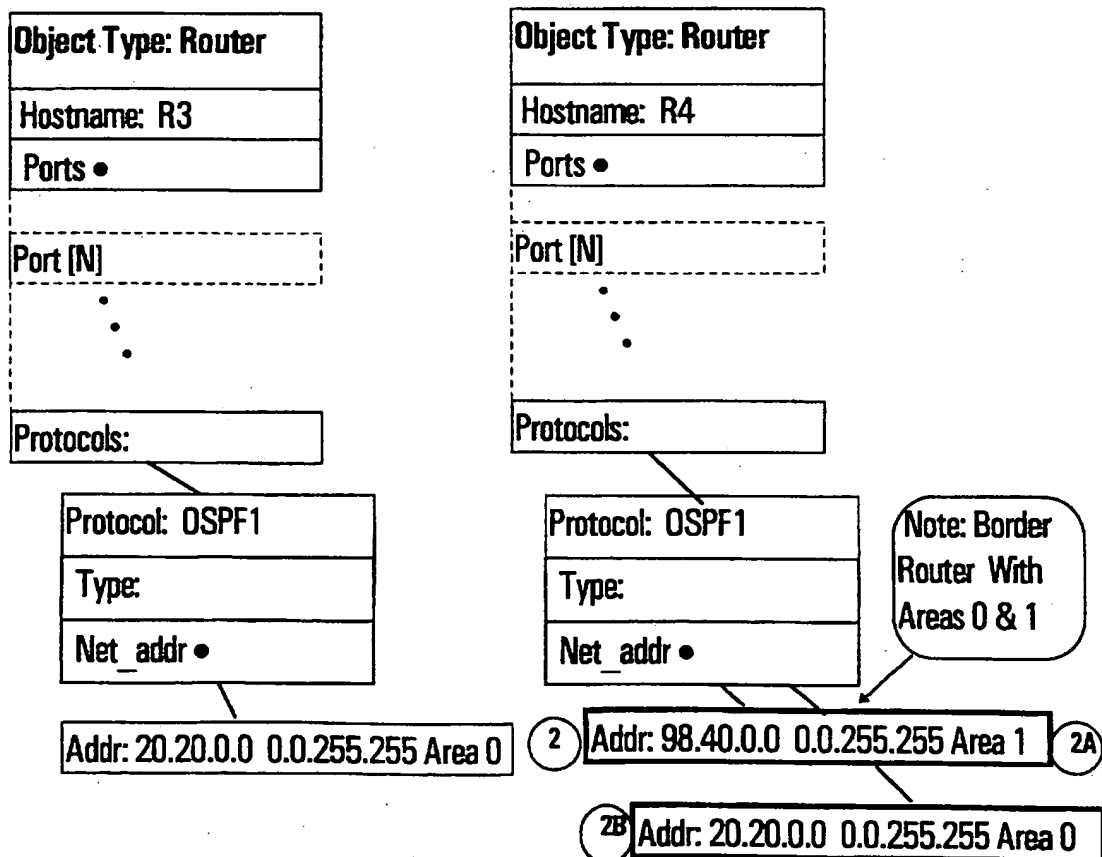 Object Type: Router
Hostname: R3
Ports •
Port [N]
Protocols:
Protocol: OSPF1
Type:
Net_addr •
Addr: 20.20.0.0 0.0.255.255 Area 0
Object Type: Router
Hostname: R4
Ports •
Port [N]
Protocols:
Protocol: OSPF1
Type:
Net_addr •
Note: Border
Router With
Areas 0 & 1
2
Addr: 98.40.0.0 0.0.255.255 Area 1
2A
2B
Addr: 20.20.0.0 0.0.255.255 Area 0